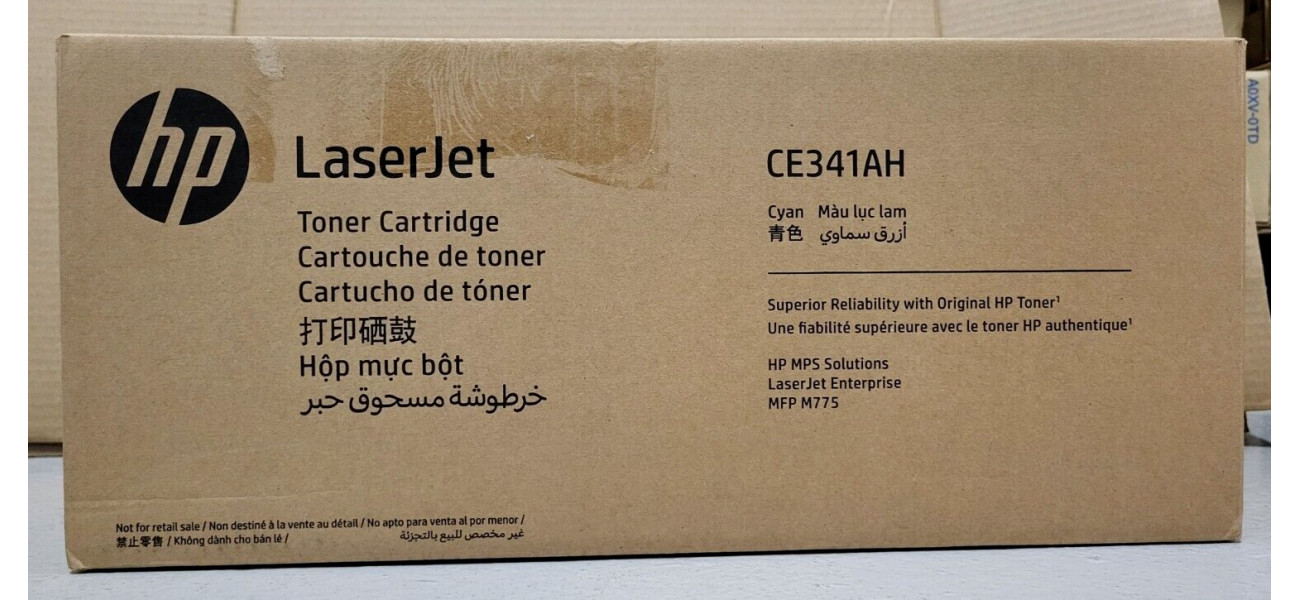 hp
LaserJet
Toner Cartridge
Cartouche de toner
Cartucho de tóner
打印硒鼓
Hộp mực bột
خرطوشة مسحوق حبر
CE341AH
Cyan Màu lục lam
青色 أزرق سماوي
Superior Reliability with Original HP Toner¹
Une fiabilité supérieure avec le toner HP authentique¹
HP MPS Solutions
LaserJet Enterprise
MFP M775
Not for retail sale / Non destiné à la vente au détail / No apto para venta al por menor /
禁止零售 / Không dành cho bán lẻ / غير مخصص للبيع بالتجزئة
A0XV-0TD